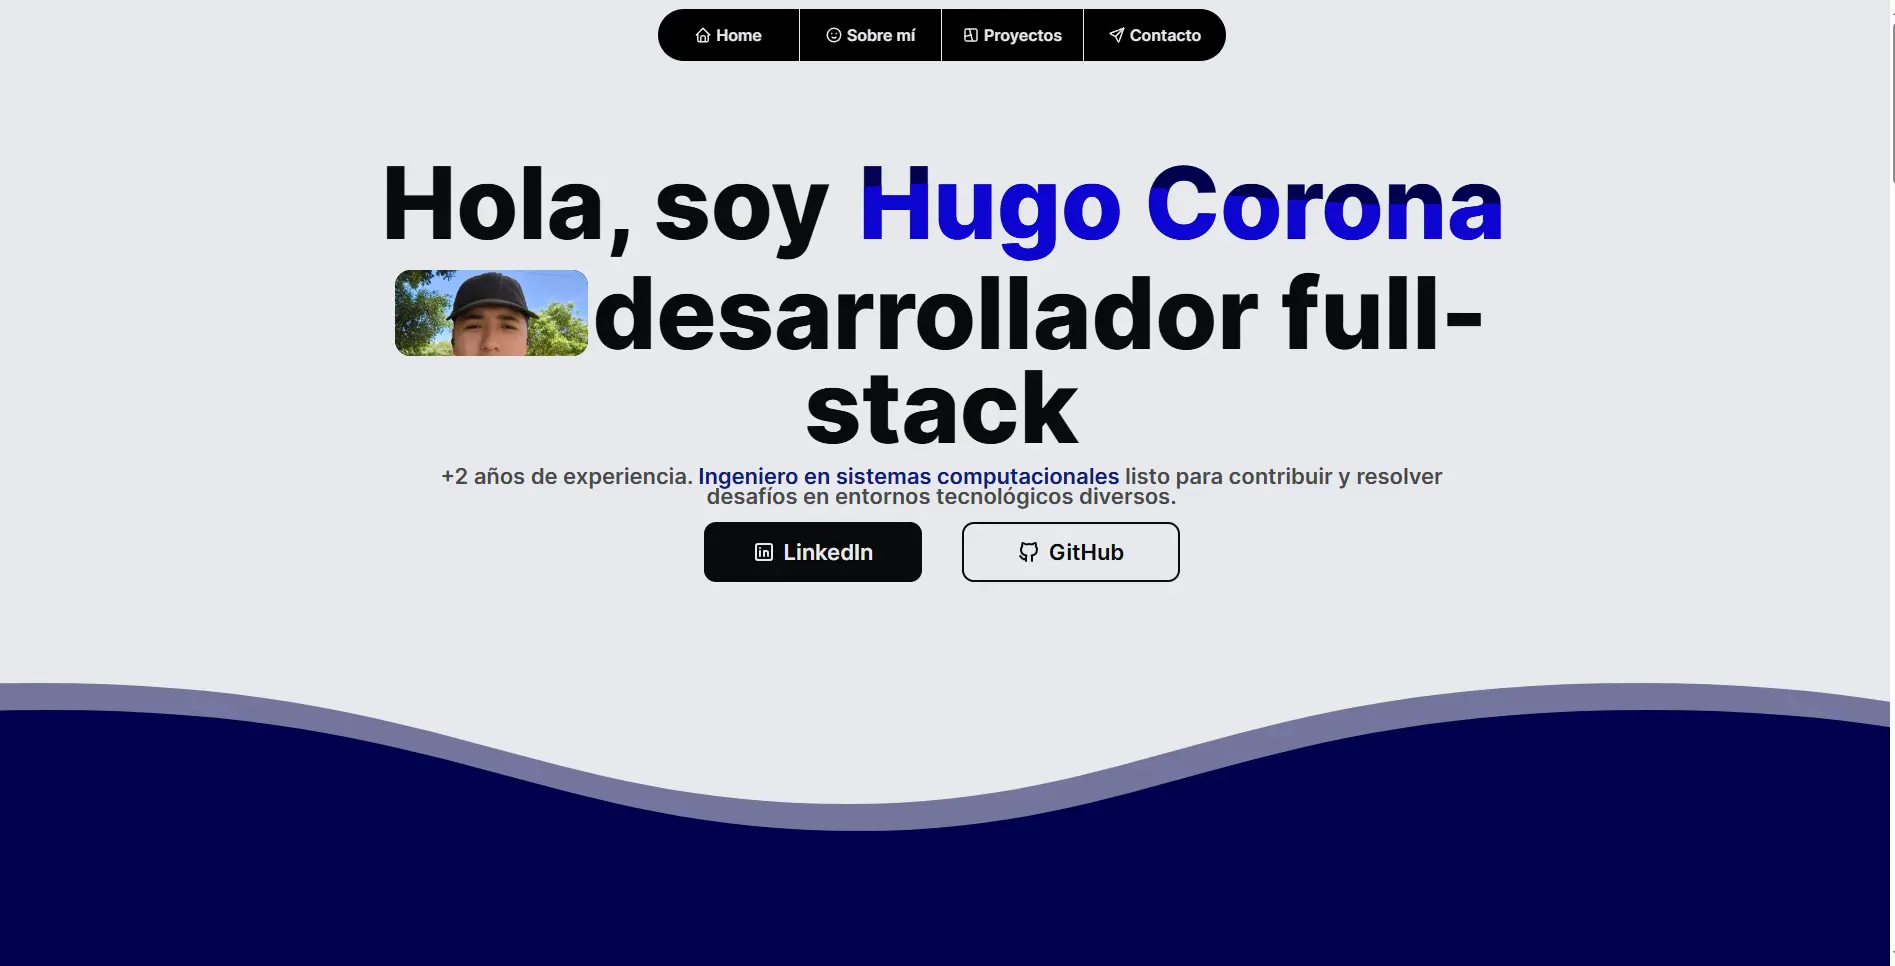 Home
Sobre mí
Proyectos
Contacto
Hola, soy Hugo Corona
desarrollador full-
stack
+2 años de experiencia. Ingeniero en sistemas computacionales listo para contribuir y resolver
desafíos en entornos tecnológicos diversos.
LinkedIn
GitHub